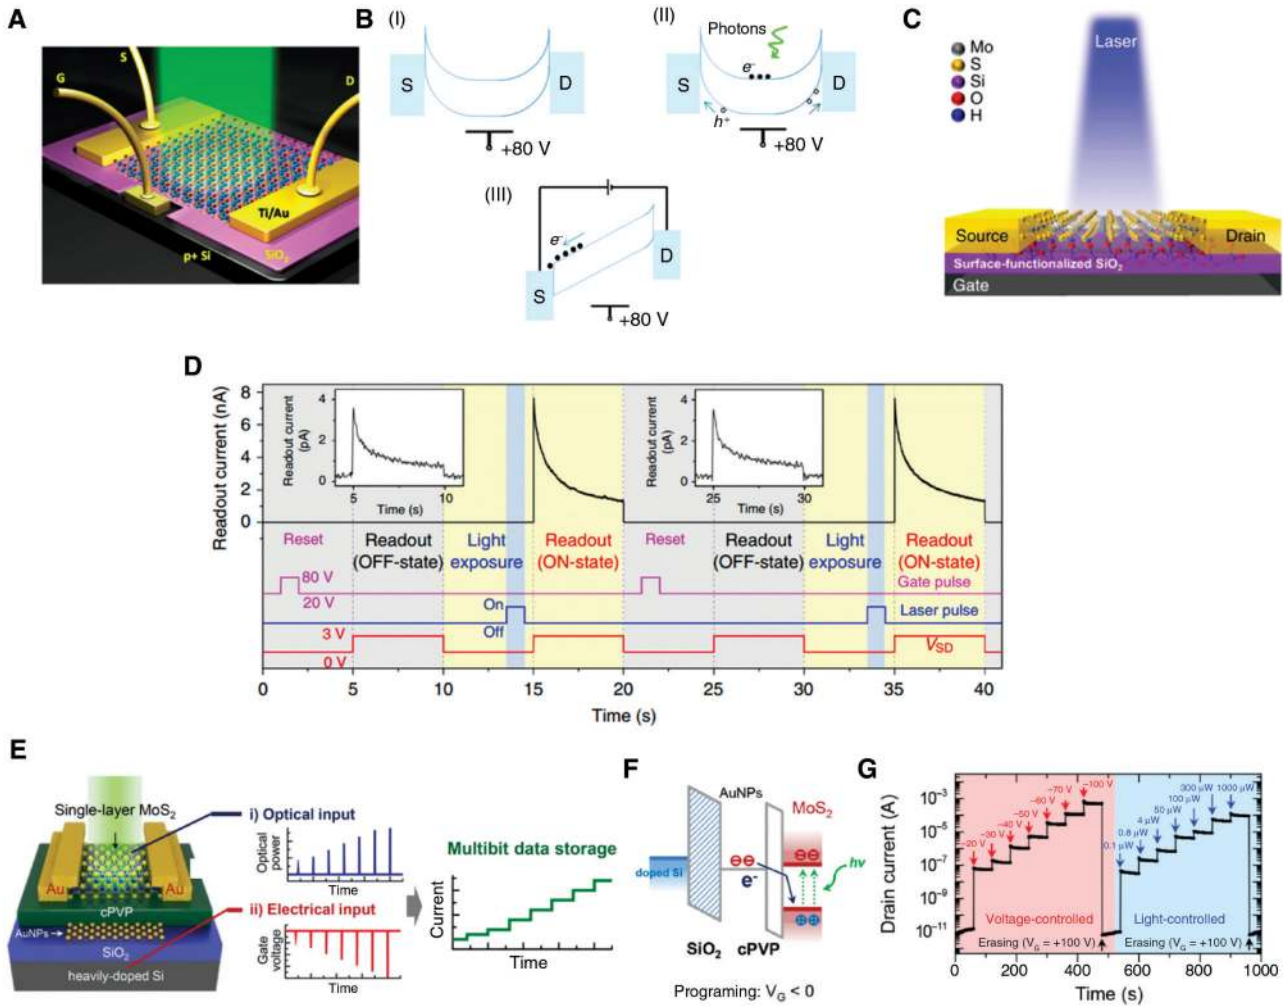 A
S
G
D
Ti/Au
p+ Si
SiO2
B
(I)
S
D
+80 V
(II)
Photons
e-
S
D
h+
+80 V
(III)
e-
D
S
+80 V
C
Mo
S
Si
O
H
Laser
Source
Drain
Surface-functionalized SiO2
Gate
D
Readout current (nA)
8
6
4
2
0
Readout current (pA)
4
2
0
5
10
Time (s)
Readout current (pA)
4
2
0
25
30
Time (s)
Reset
Readout (OFF-state)
Light exposure
Readout (ON-state)
Reset
Readout (OFF-state)
Light exposure
Readout (ON-state)
80 V
Gate pulse
20 V
On
Laser pulse
3 V
Off
VSD
0 V
0
5
10
15
20
25
30
35
40
Time (s)
E
Single-layer MoS2
Au
Au
cPVP
AuNPs
SiO2
heavily-doped Si
i) Optical input
Optical power
Time
ii) Electrical input
Gate voltage
Time
Multibit data storage
Current
Time
F
AuNPs
MoS2
doped Si
e-
hν
SiO2
cPVP
Programing: VG < 0
G
Drain current (A)
10-3
10-5
10-7
10-9
10-11
-20 V
-30 V
-40 V
-50 V
-60 V
-70 V
-100 V
0.1 µW
0.8 µW
4 µW
50 µW
100 µW
300 µW
1000 µW
Voltage-controlled
Light-controlled
Erasing (VG = +100 V)
Erasing (VG = +100 V)
0
200
400
600
800
1000
Time (s)